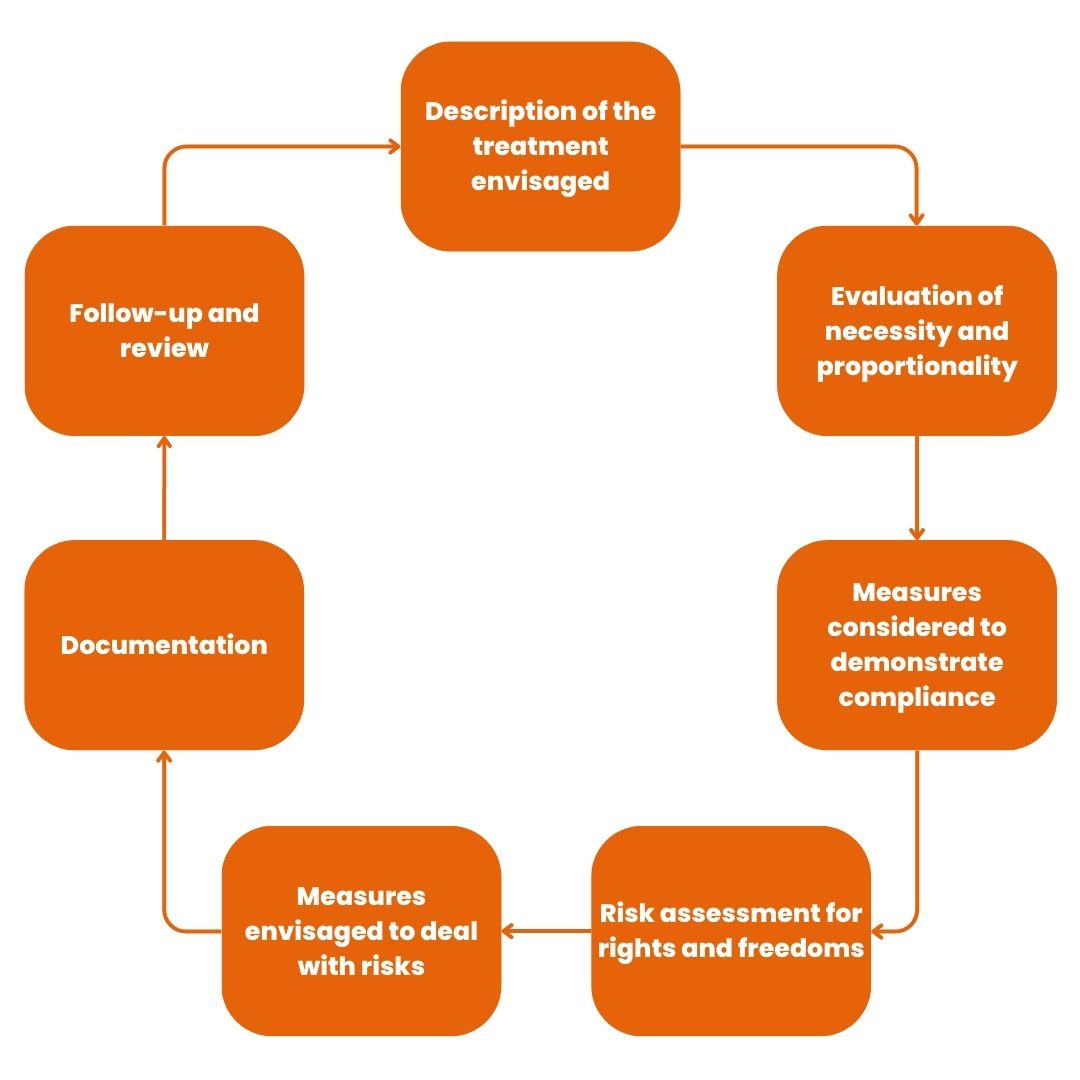 Description of the
treatment
envisaged
Evaluation of
necessity and
proportionality
Measures
considered to
demonstrate
compliance
Risk assessment for
rights and freedoms
Measures
envisaged to deal
with risks
Documentation
Follow-up and
review